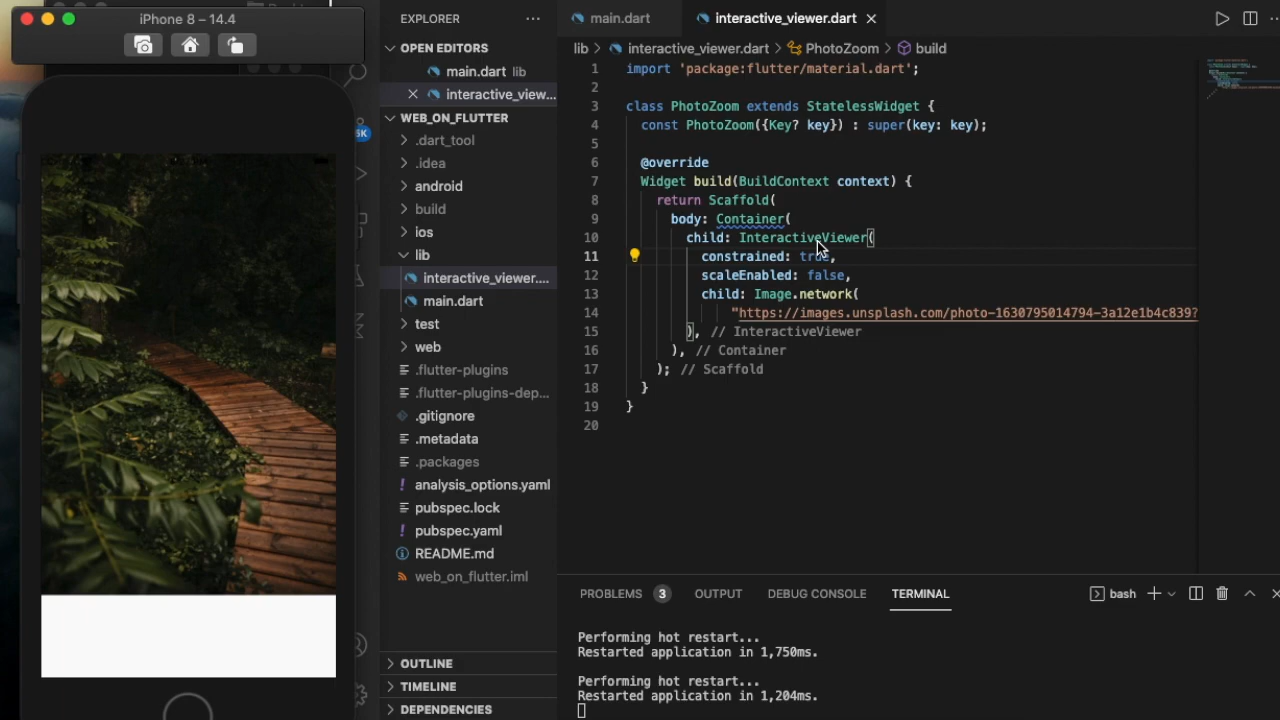 iPhone 8 – 14.4
5K
EXPLORER
OPEN EDITORS
main.dart lib
interactive_view...
WEB_ON_FLUTTER
.dart_tool
.idea
android
build
ios
lib
interactive_viewer....
main.dart
test
web
.flutter-plugins
.flutter-plugins-dep...
.gitignore
.metadata
.packages
analysis_options.yaml
pubspec.lock
pubspec.yaml
README.md
web_on_flutter.iml
OUTLINE
TIMELINE
DEPENDENCIES
main.dart
interactive_viewer.dart
lib > interactive_viewer.dart > PhotoZoom > build
1 import 'package:flutter/material.dart';
2
3 class PhotoZoom extends StatelessWidget {
4 const PhotoZoom({Key? key}) : super(key: key);
5
6 @override
7 Widget build(BuildContext context) {
8 return Scaffold(
9 body: Container(
10 child: InteractiveViewer(
11 constrained: true,
12 scaleEnabled: false,
13 child: Image.network(
14 "https://images.unsplash.com/photo-1630795014794-3a12e1b4c839?
15 ), // InteractiveViewer
16 ), // Container
17 ); // Scaffold
18 }
19 }
20
PROBLEMS 3 OUTPUT DEBUG CONSOLE TERMINAL
bash
Performing hot restart...
Restarted application in 1,750ms.
Performing hot restart...
Restarted application in 1,204ms.